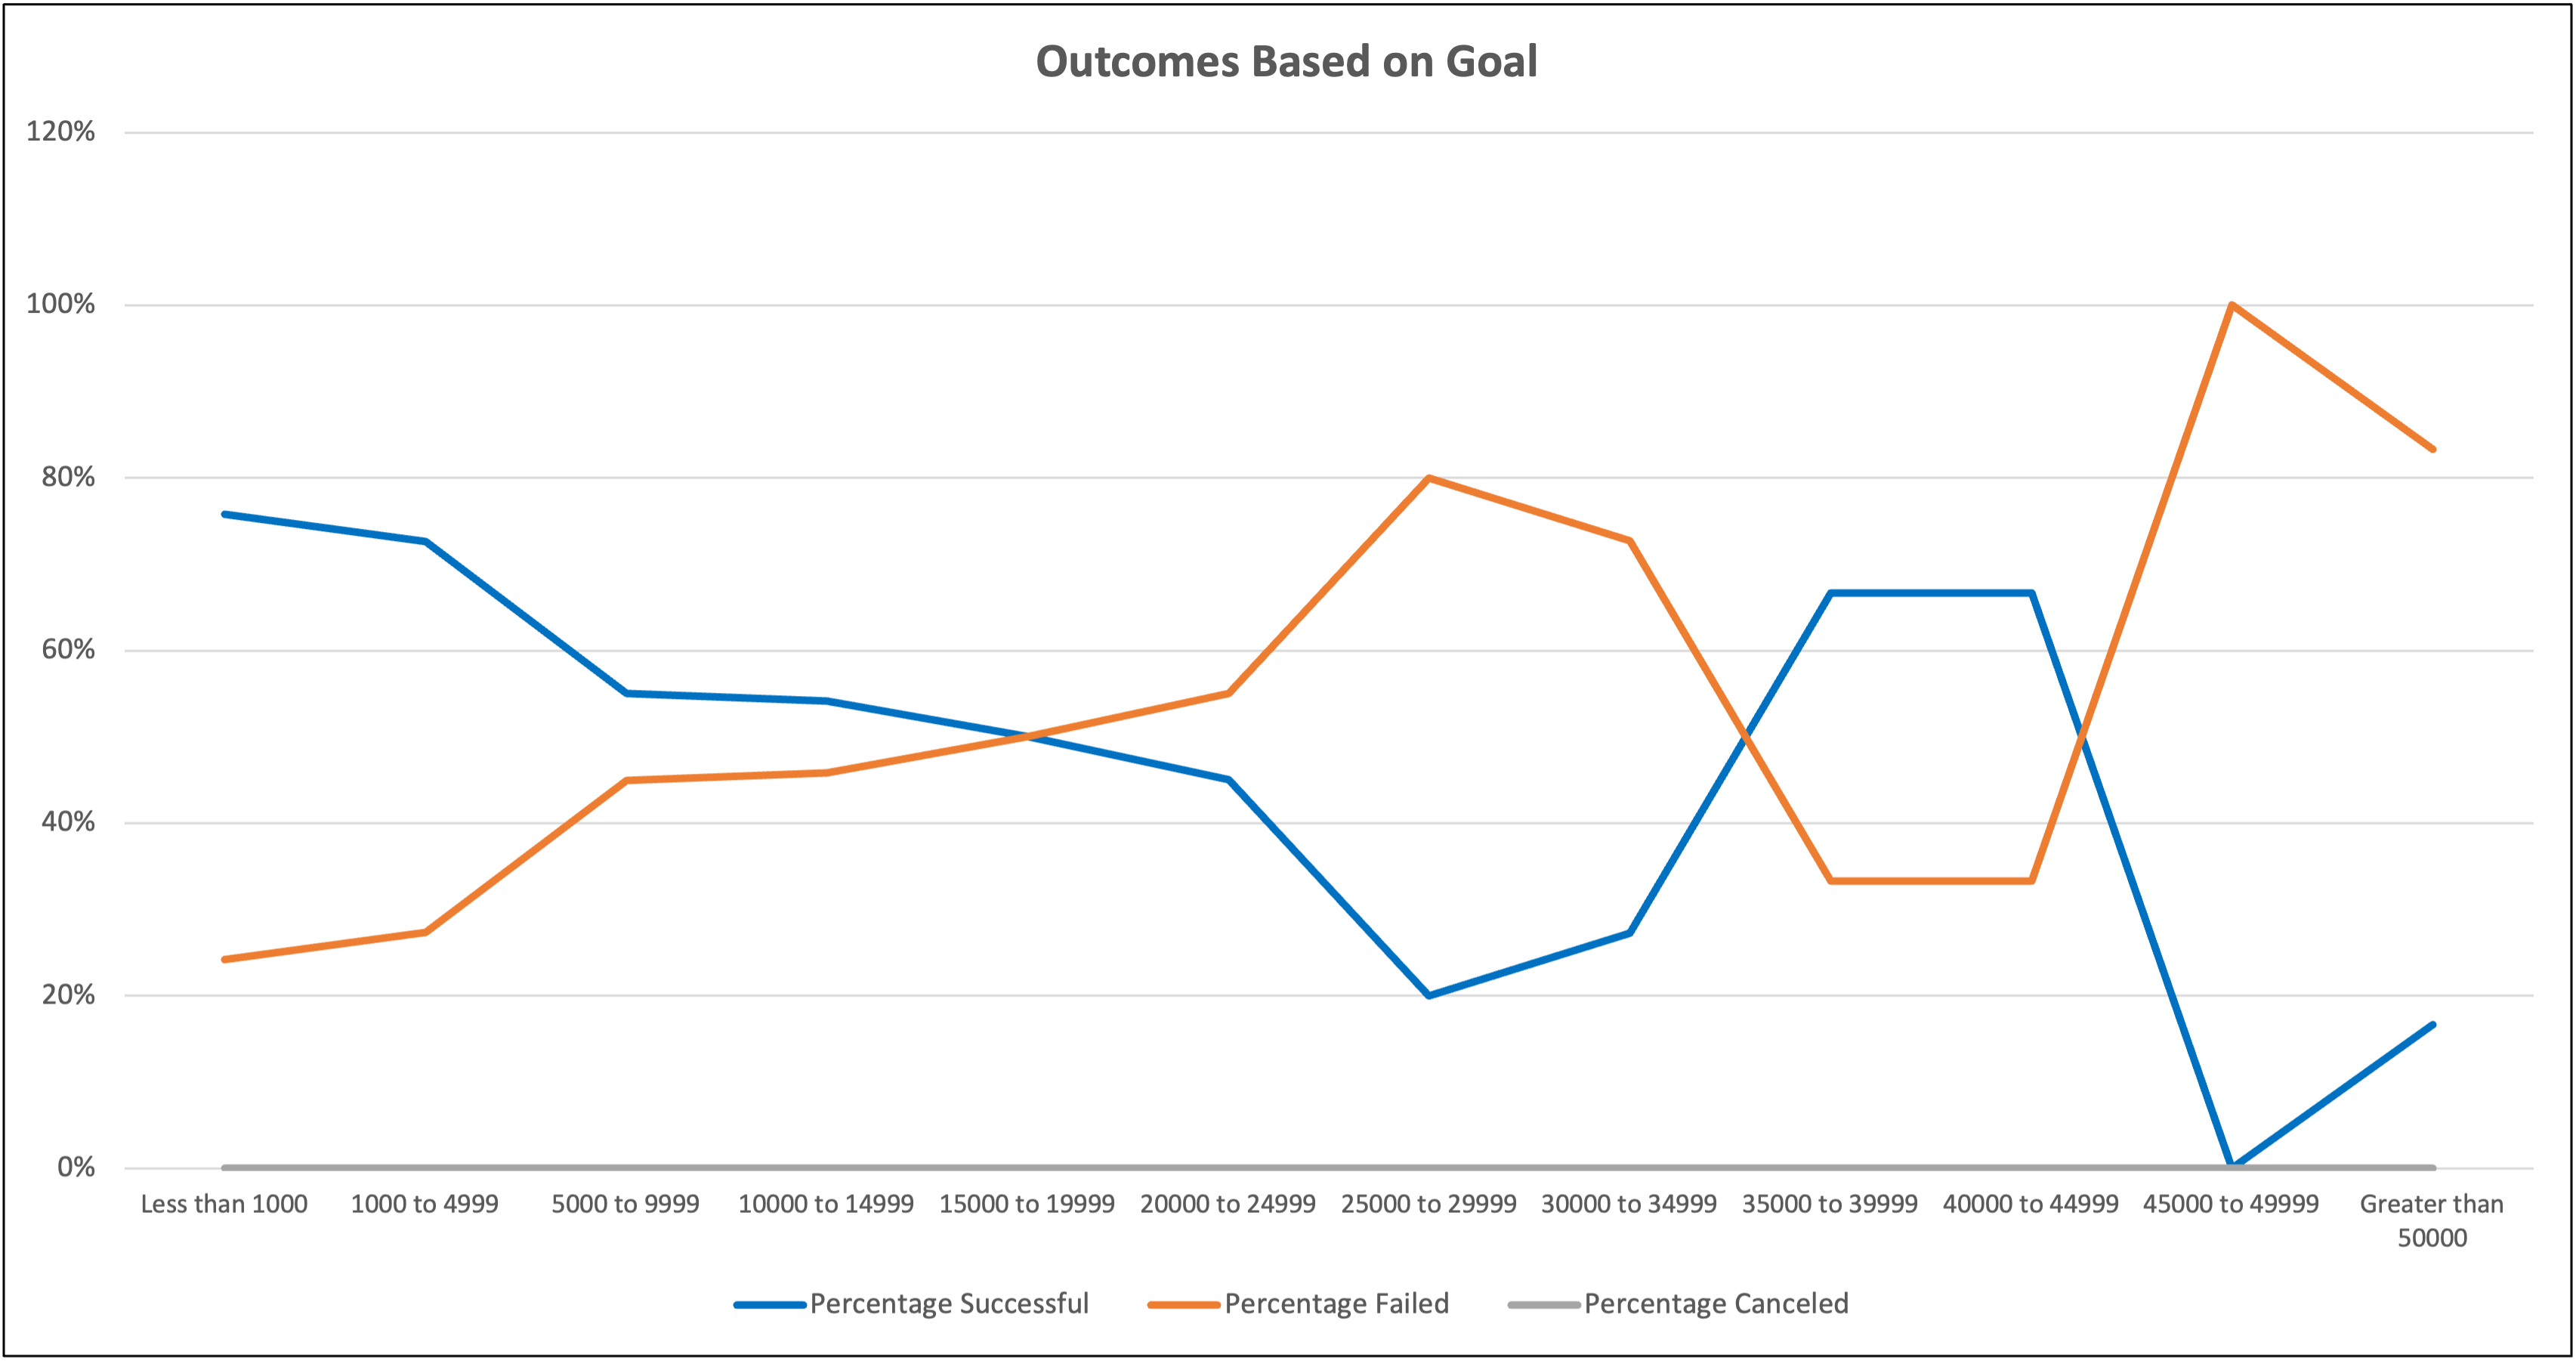 Outcomes Based on Goal
120%
100%
80%
60%
40%
20%
0%
Less than 1000
1000 to 4999
5000 to 9999
10000 to 14999
15000 to 19999
20000 to 24999
25000 to 29999
30000 to 34999
35000 to 39999
40000 to 44999
45000 to 49999
Greater than
50000
Percentage Successful
Percentage Failed
Percentage Canceled